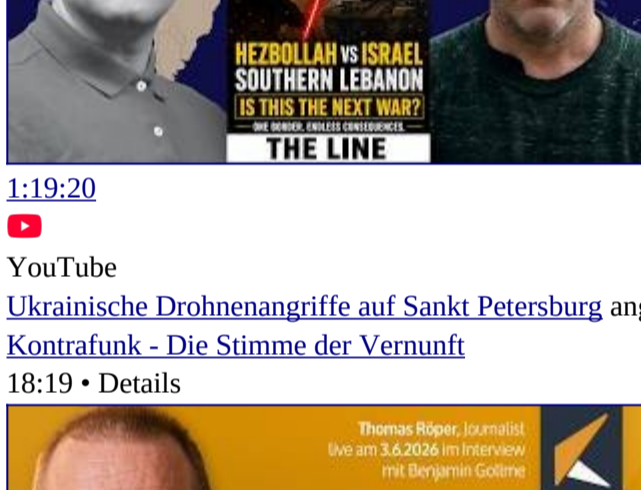 HEZBOLLAH VS ISRAEL
SOUTHERN LEBANON
IS THIS THE NEXT WAR?
ONE BORDER. ENDLESS CONSEQUENCES.
THE LINE
1:19:20
YouTube
Ukrainische Drohnenangriffe auf Sankt Petersburg
Kontrafunk - Die Stimme der Vernunft
18:19 • Details
Thomas Röper, Journalist
live am 3.6.2026 im Interview
mit Benjamin Gollme